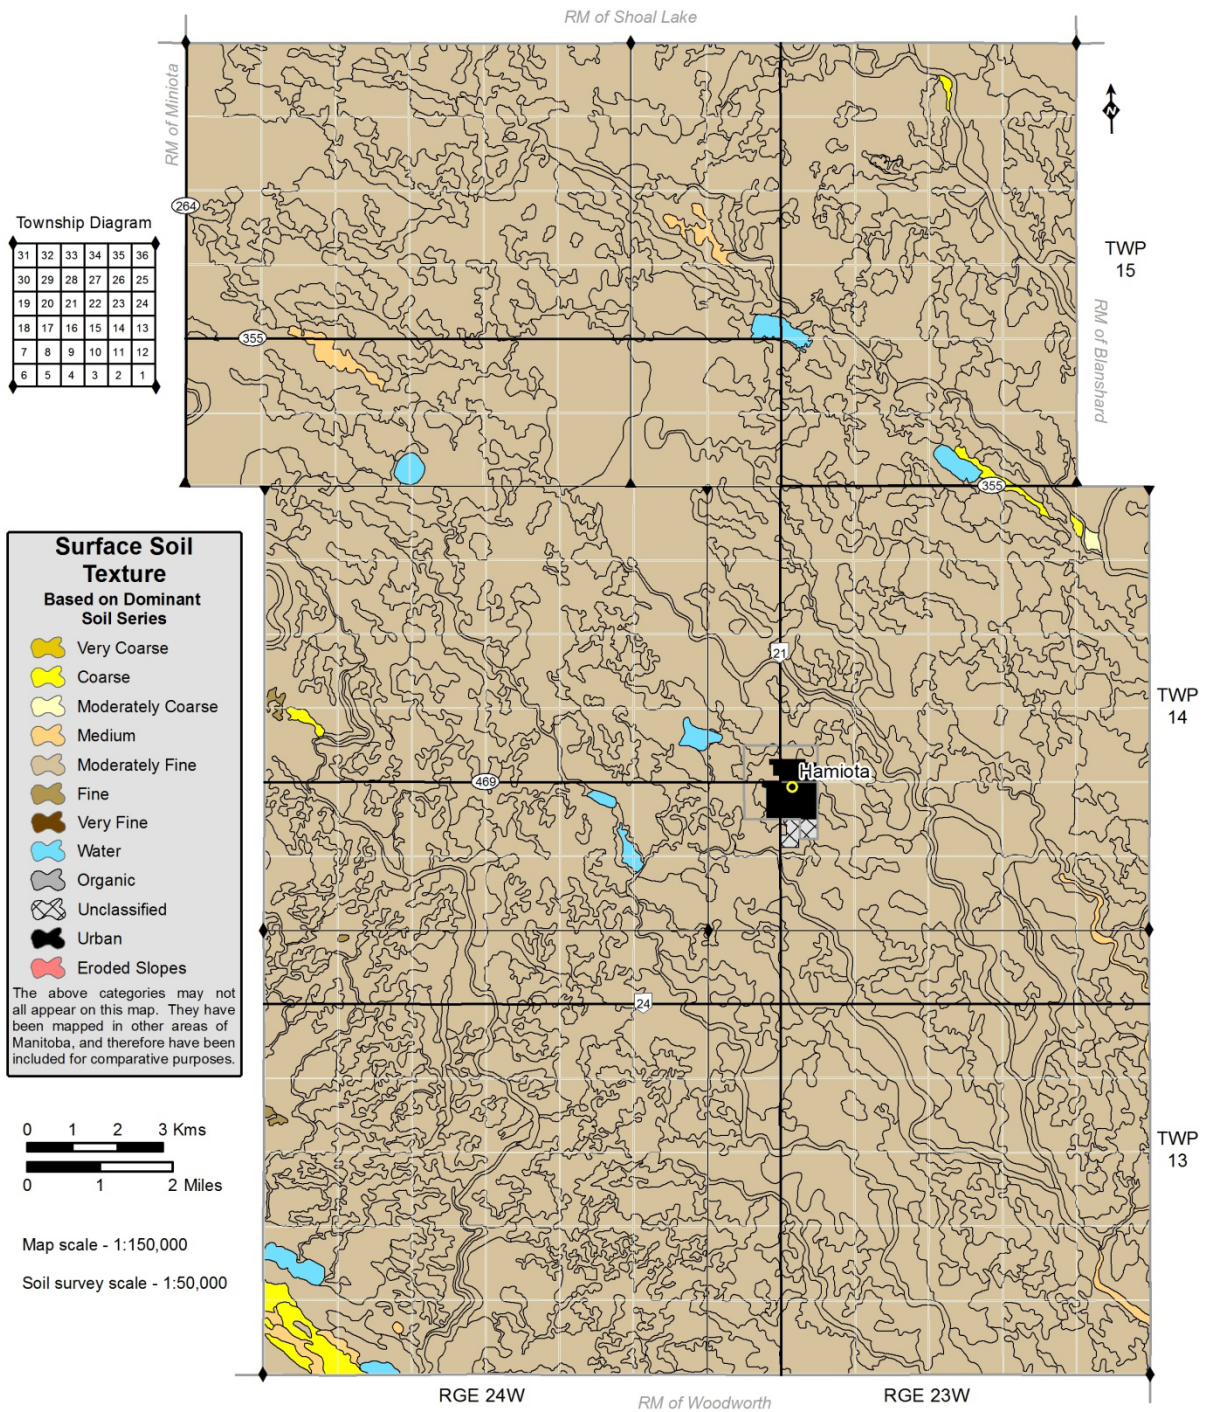 RM of Shoal Lake
RM of Miniota
N
264
Township Diagram
31 32 33 34 35 36
30 29 28 27 26 25
19 20 21 22 23 24
18 17 16 15 14 13
7 8 9 10 11 12
6 5 4 3 2 1
TWP
15
RM of Blanshard
355
355
Surface Soil
Texture
Based on Dominant
Soil Series
Very Coarse
Coarse
Moderately Coarse
Medium
Moderately Fine
Fine
Very Fine
Water
Organic
Unclassified
Urban
Eroded Slopes
The above categories may not
all appear on this map. They have
been mapped in other areas of
Manitoba, and therefore have been
included for comparative purposes.
21
TWP
14
469
Hamiota
24
0 1 2 3 Kms
0 1 2 Miles
TWP
13
Map scale - 1:150,000
Soil survey scale - 1:50,000
RGE 24W
RM of Woodworth
RGE 23W